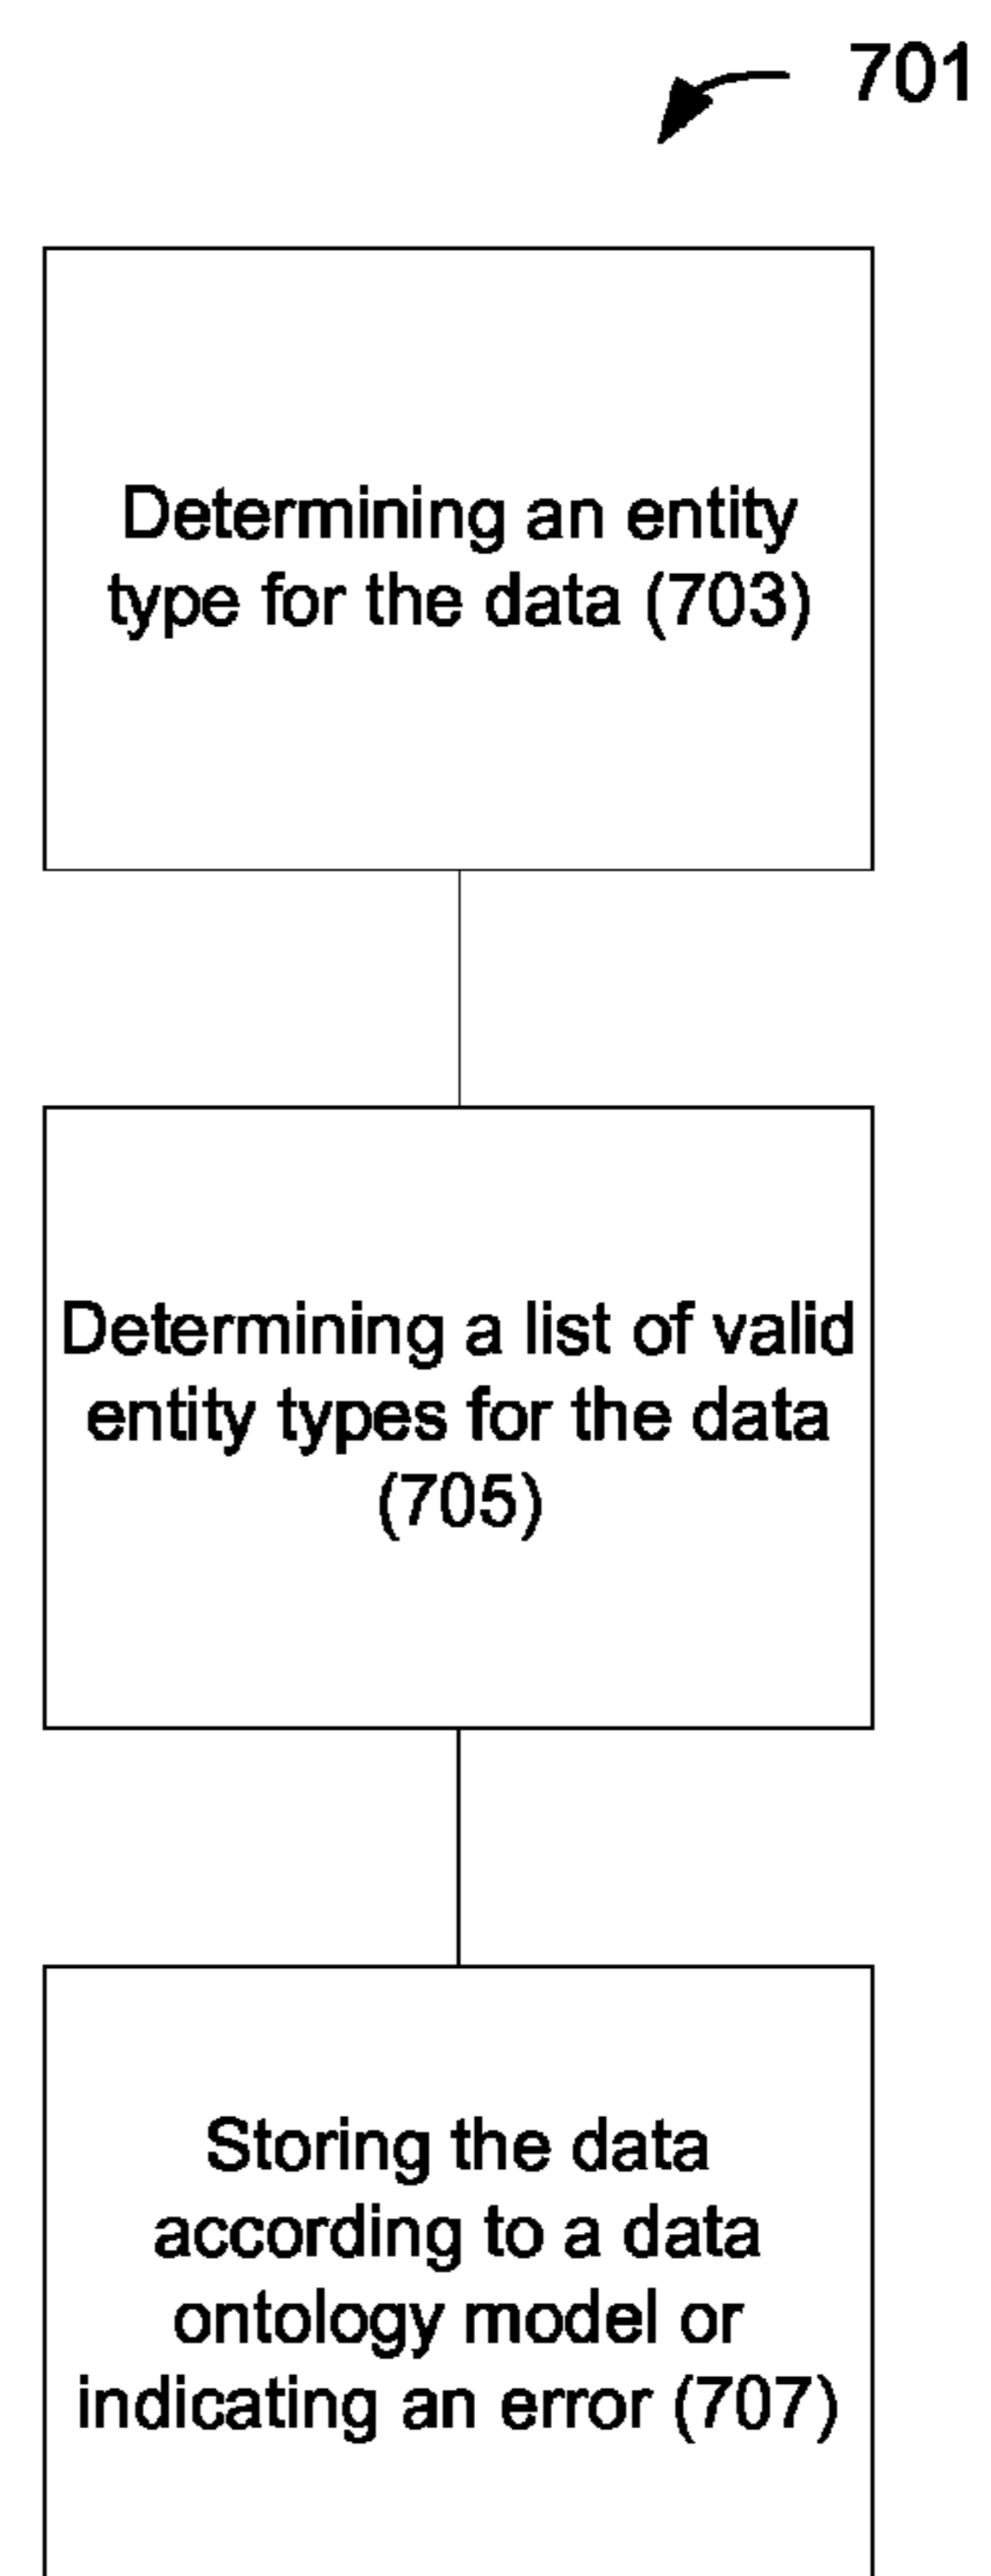 701
Determining an entity
type for the data (703)
Determining a list of valid
entity types for the data
(705)
Storing the data
according to a data
ontology model or
indicating an error (707)